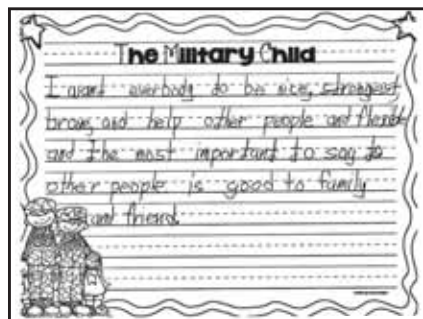 The Military Child
I want everybody to be nice, strongest
brave, and help other people and flexible
and the most important to say to
other people is good to family
and friend.